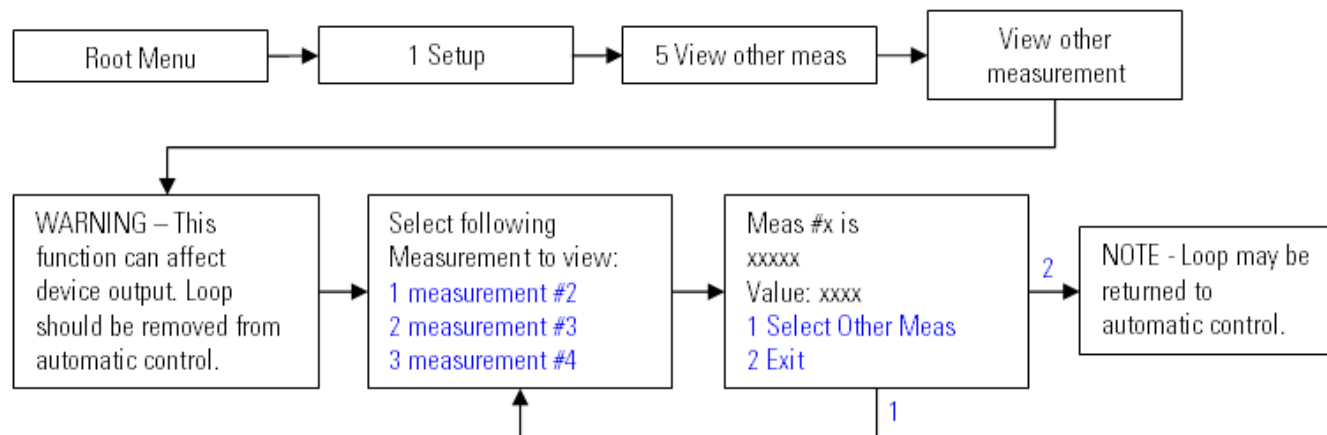 Root Menu
1 Setup
5 View other meas
View other
measurement
WARNING – This
function can affect
device output. Loop
should be removed from
automatic control.
Select following
Measurement to view:
1 measurement #2
2 measurement #3
3 measurement #4
Meas #x is
xxxxx
Value: xxxx
1 Select Other Meas
2 Exit
2
NOTE - Loop may be
returned to
automatic control.
1